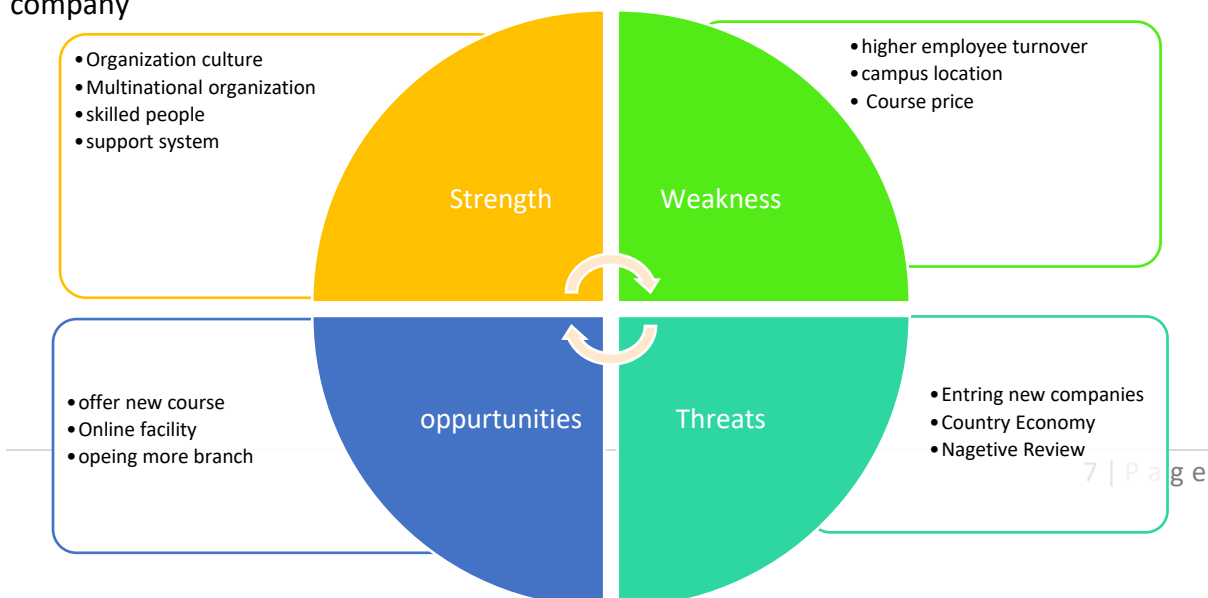 company
• Organization culture
• Multinational organization
• skilled people
• support system
• higher employee turnover
• campus location
• Course price
Strength
Weakness
• offer new course
• Online facility
• opeing more branch
oppurtunities
Threats
• Entring new companies
• Country Economy
• Nagetive Review
7 | P a g e